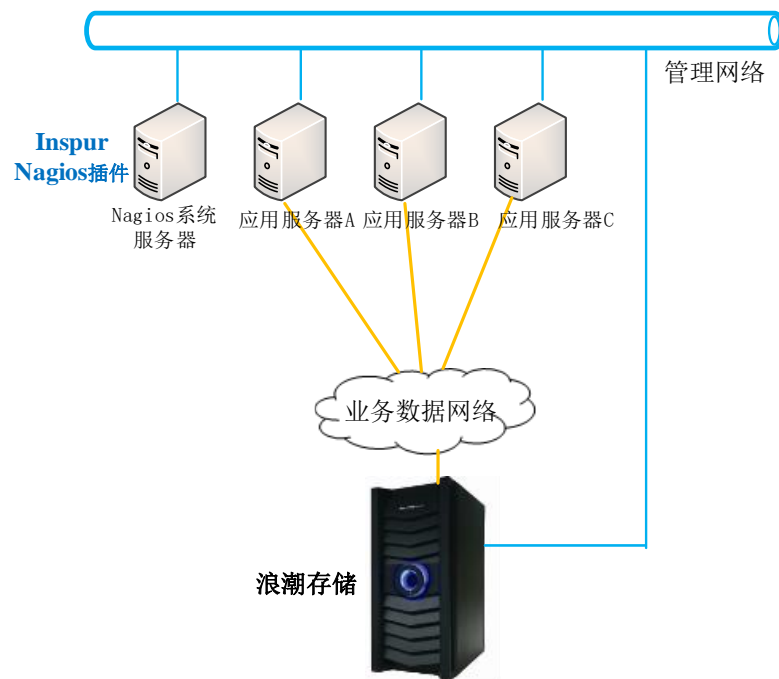 管理网络
Inspur
Nagios插件
Nagios系统
服务器
应用服务器A
应用服务器B
应用服务器C
业务数据网络
浪潮存储